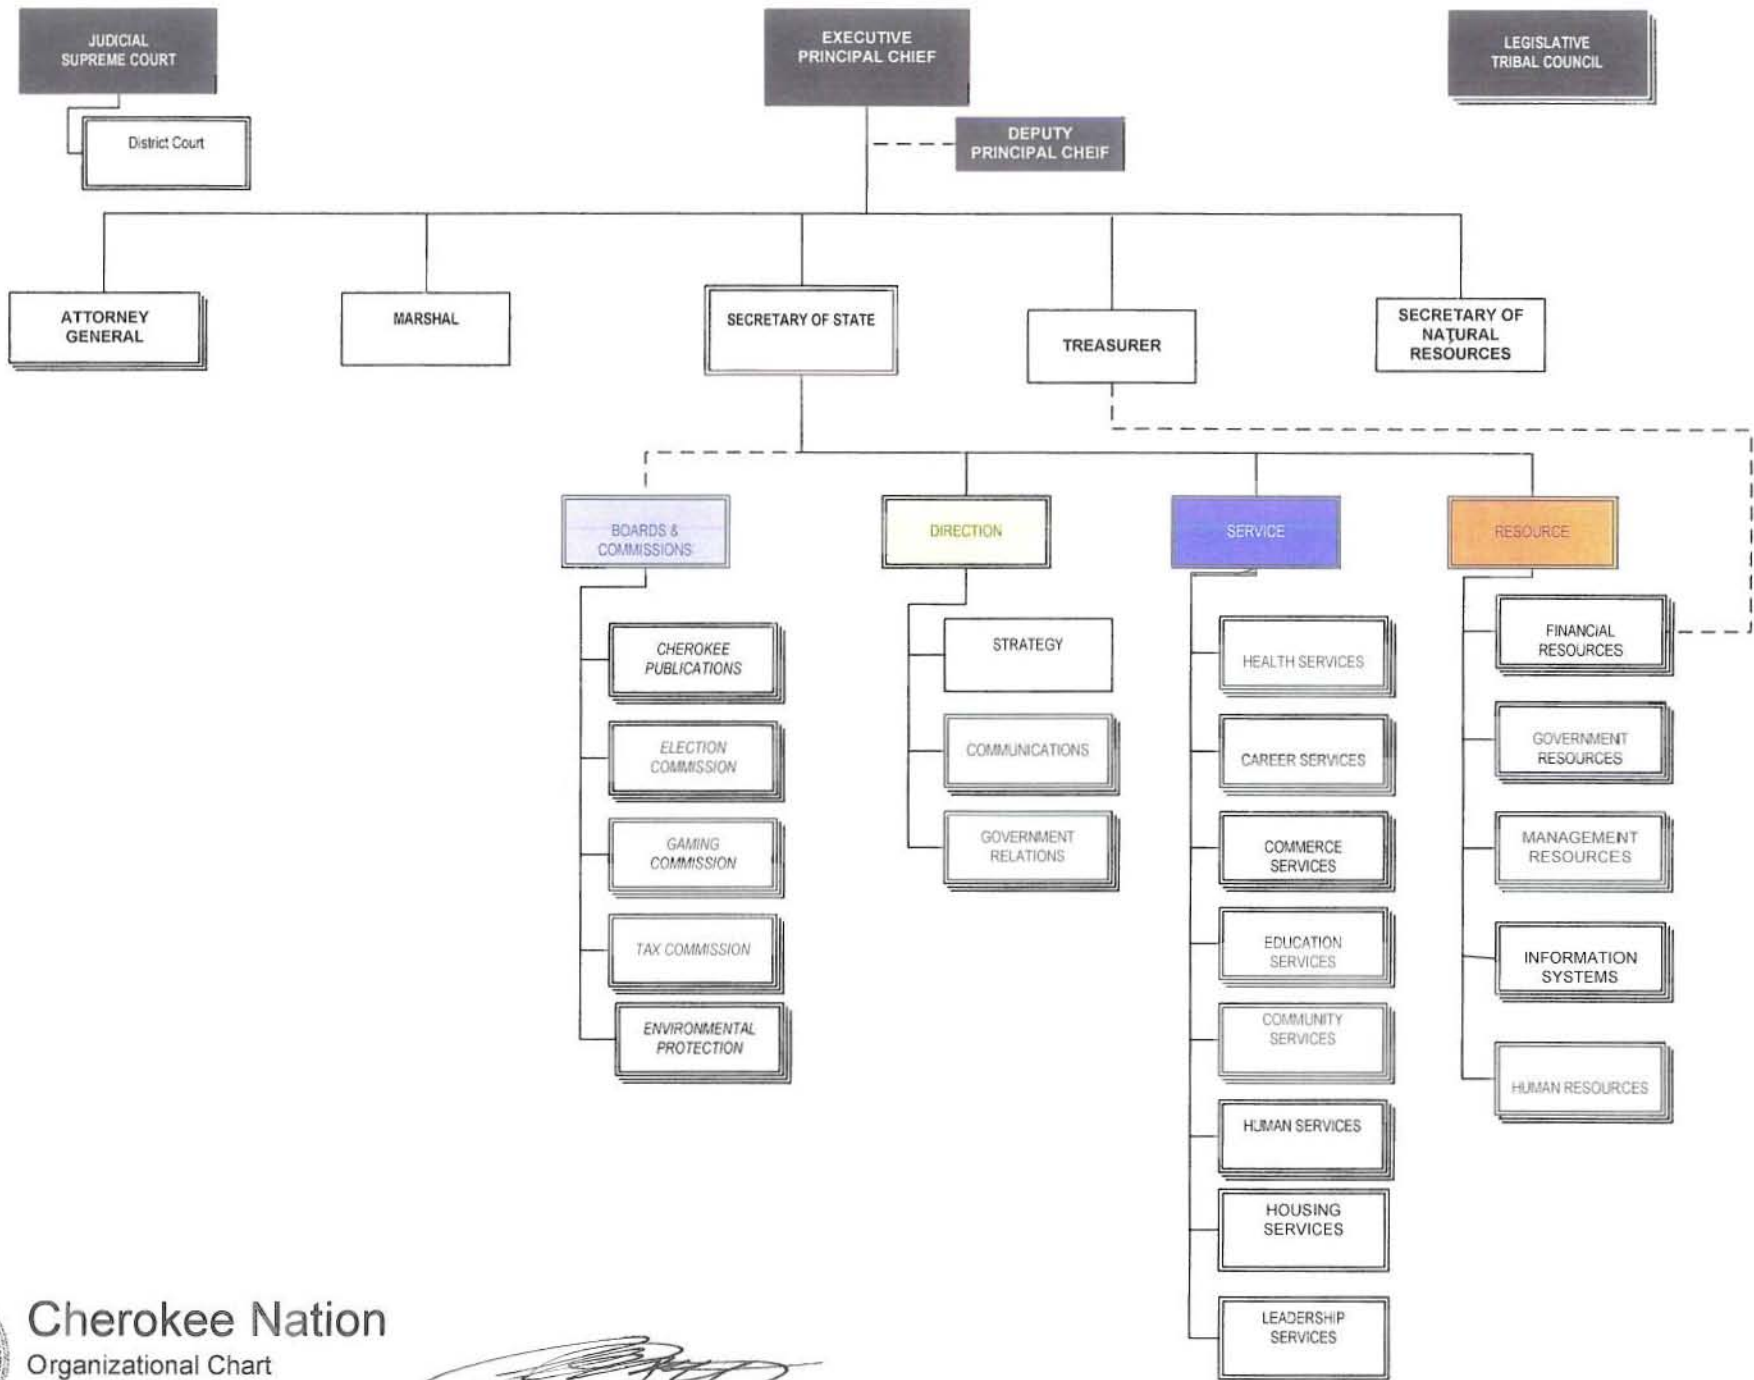 JUDICIAL
SUPREME COURT
EXECUTIVE
PRINCIPAL CHIEF
LEGISLATIVE
TRIBAL COUNCIL
District Court
DEPUTY
PRINCIPAL CHEIF
ATTORNEY
GENERAL
MARSHAL
SECRETARY OF STATE
TREASURER
SECRETARY OF
NATURAL
RESOURCES
BOARDS &
COMMISSIONS
DIRECTION
SERVICE
RESOURCE
CHEROKEE
PUBLICATIONS
ELECTION
COMMISSION
GAMING
COMMISSION
TAX COMMISSION
ENVIRONMENTAL
PROTECTION
STRATEGY
COMMUNICATIONS
GOVERNMENT
RELATIONS
HEALTH SERVICES
CAREER SERVICES
COMMERCE
SERVICES
EDUCATION
SERVICES
COMMUNITY
SERVICES
HUMAN SERVICES
HOUSING
SERVICES
LEADERSHIP
SERVICES
FINANCIAL
RESOURCES
GOVERNMENT
RESOURCES
MANAGEMENT
RESOURCES
INFORMATION
SYSTEMS
HUMAN RESOURCES
Cherokee Nation
Organizational Chart